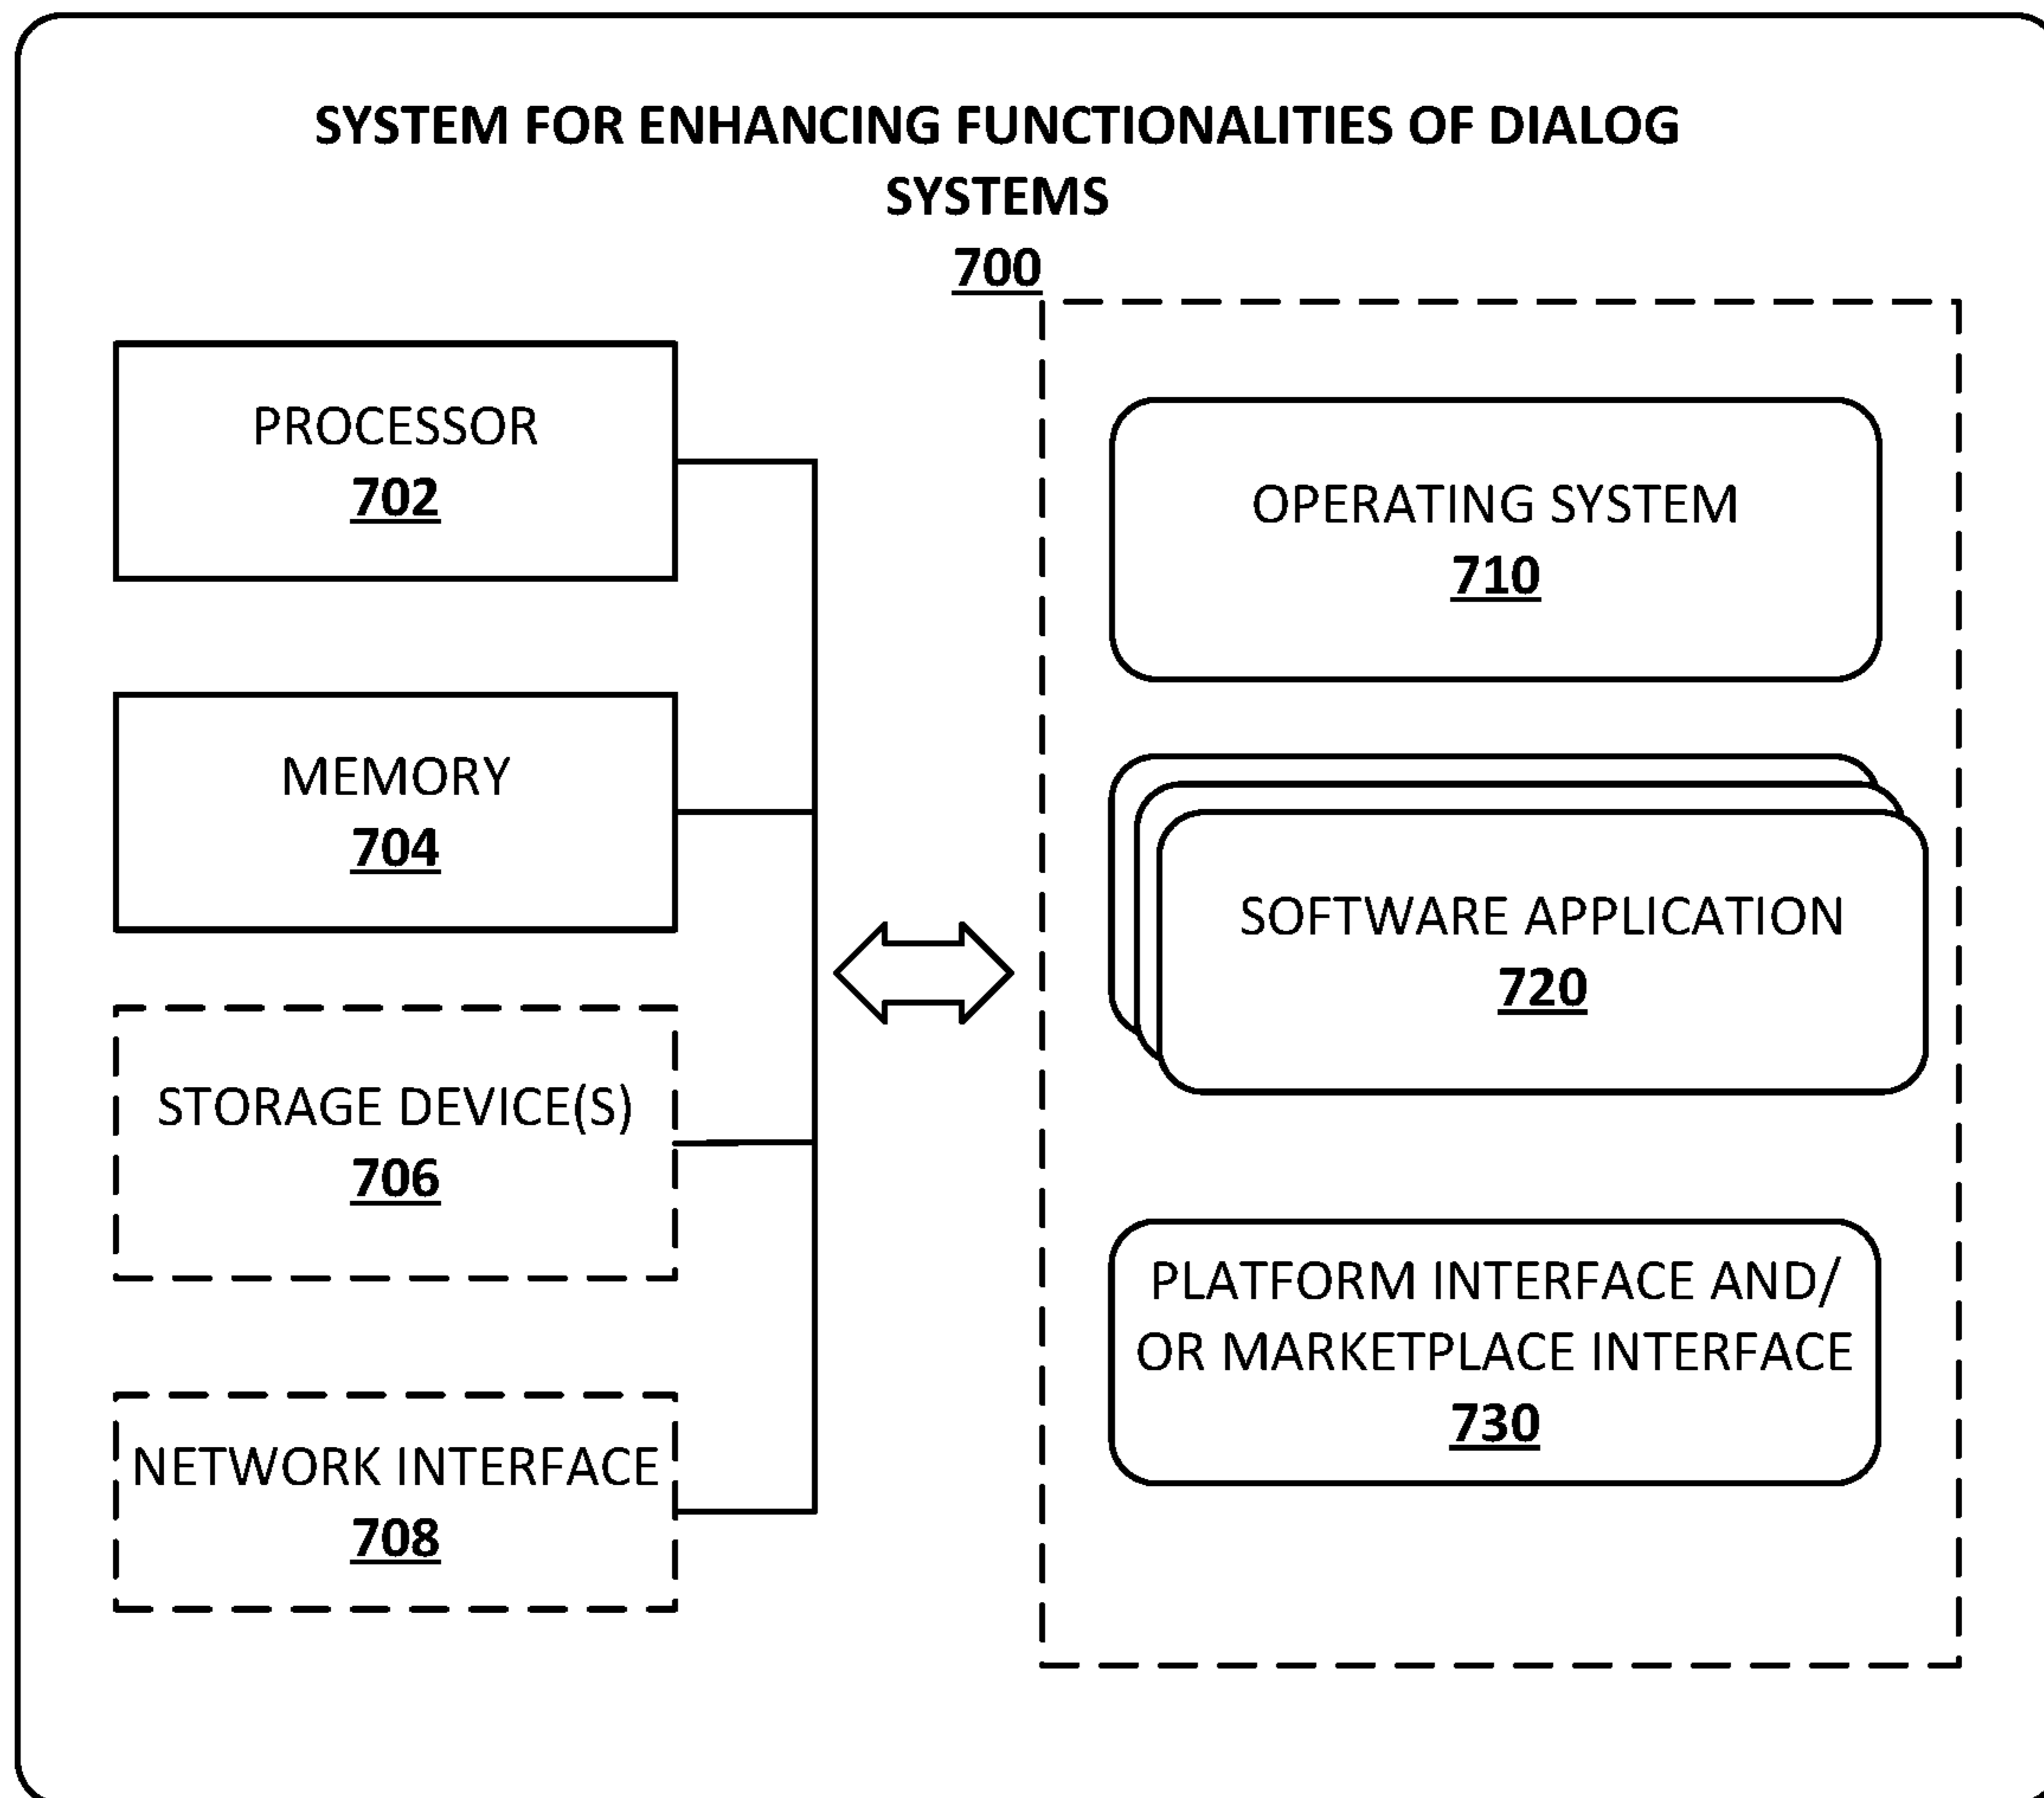 SYSTEM FOR ENHANCING FUNCTIONALITIES OF DIALOG
SYSTEMS
700
PROCESSOR
702
MEMORY
704
STORAGE DEVICE(S)
706
NETWORK INTERFACE
708
OPERATING SYSTEM
710
SOFTWARE APPLICATION
720
PLATFORM INTERFACE AND/
OR MARKETPLACE INTERFACE
730